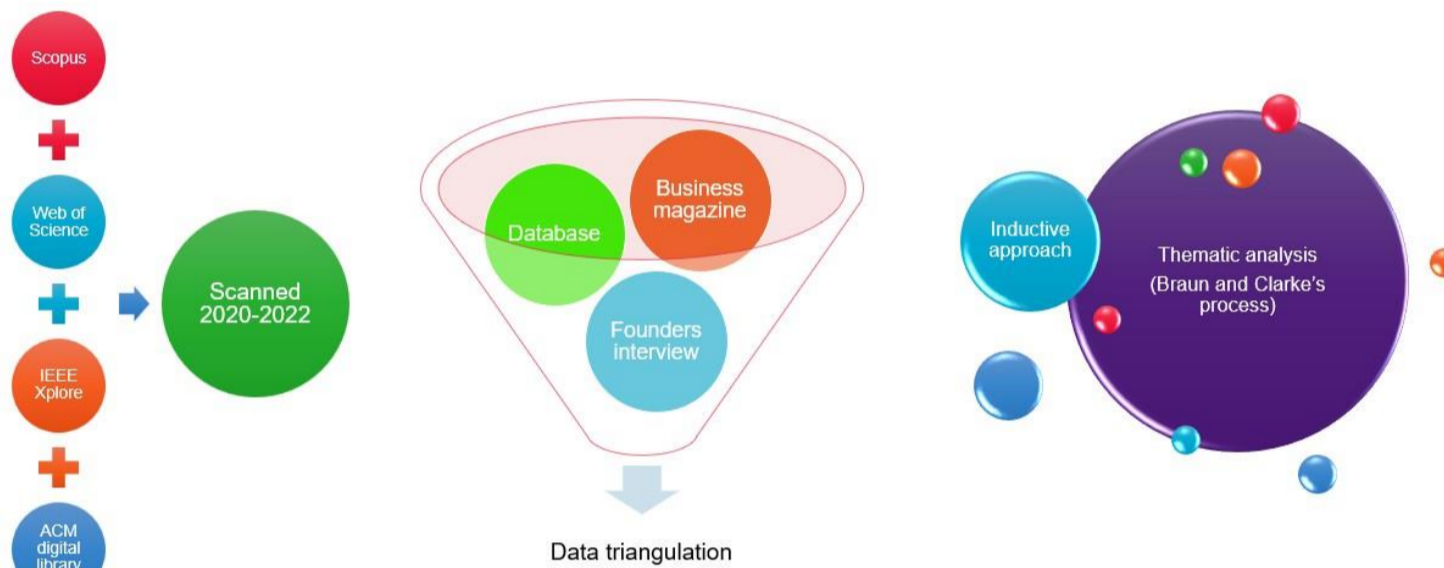 Scopus
Web of
Science
IEEE
Xplore
ACM
digital
library
Scanned
2020-2022
Database
Business
magazine
Founders
interview
Data triangulation
Inductive
approach
Thematic analysis
(Braun and Clarke’s
process)